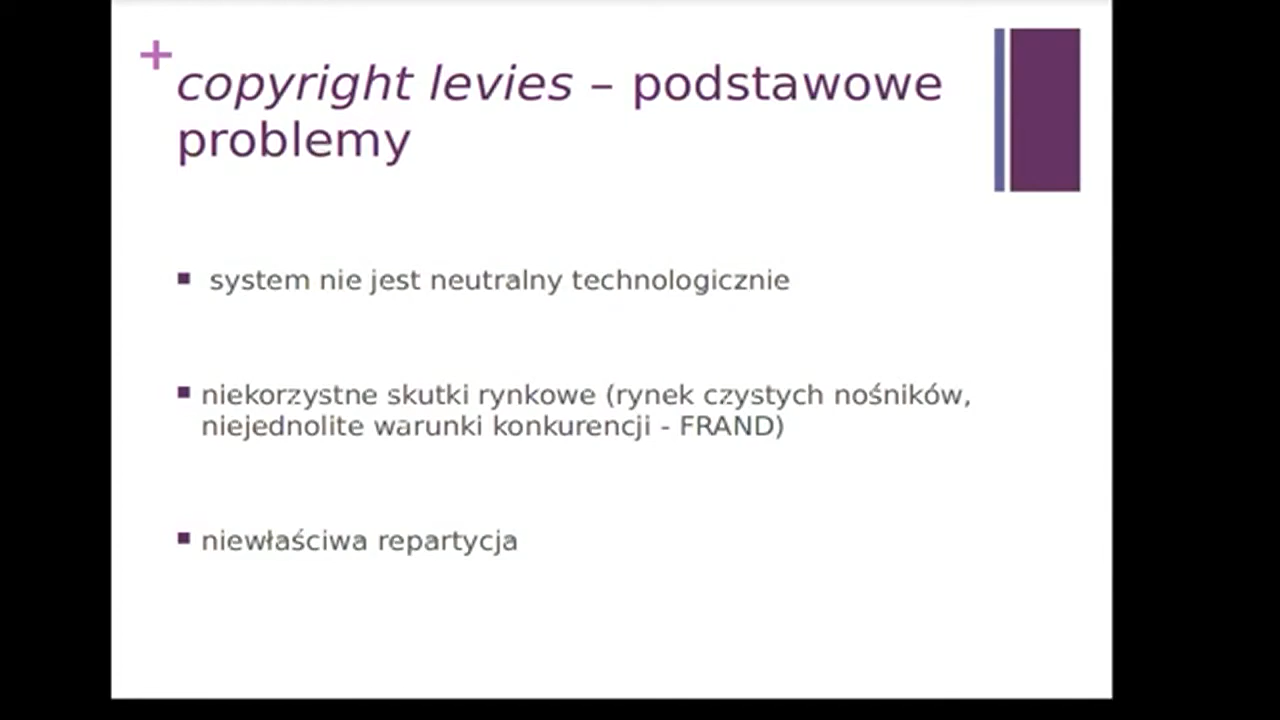 copyright levies – podstawowe
problemy
system nie jest neutralny technologicznie
niekorzystne skutki rynkowe (rynek czystych nośników,
niejednolite warunki konkurencji - FRAND)
niewłaściwa repartycja